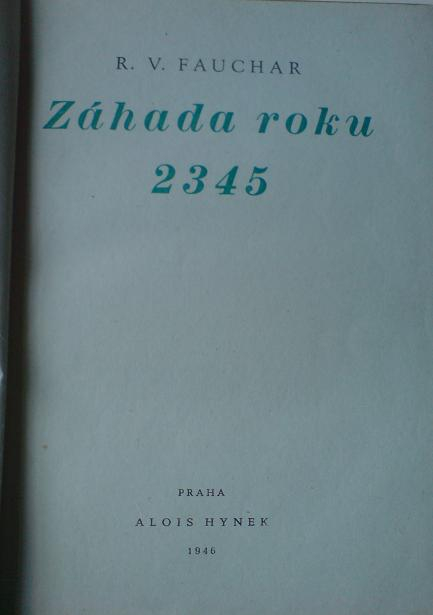 R. V. FAUCHAR
Záhada roku
2345
PRAHA
ALOIS HYNEK
1946